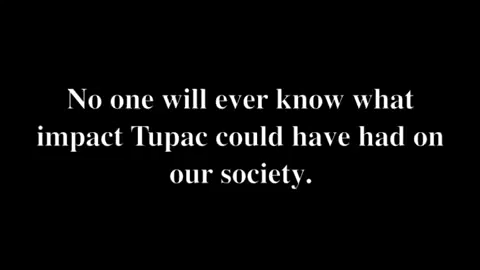 No one will ever know what
impact Tupac could have had on
our society.